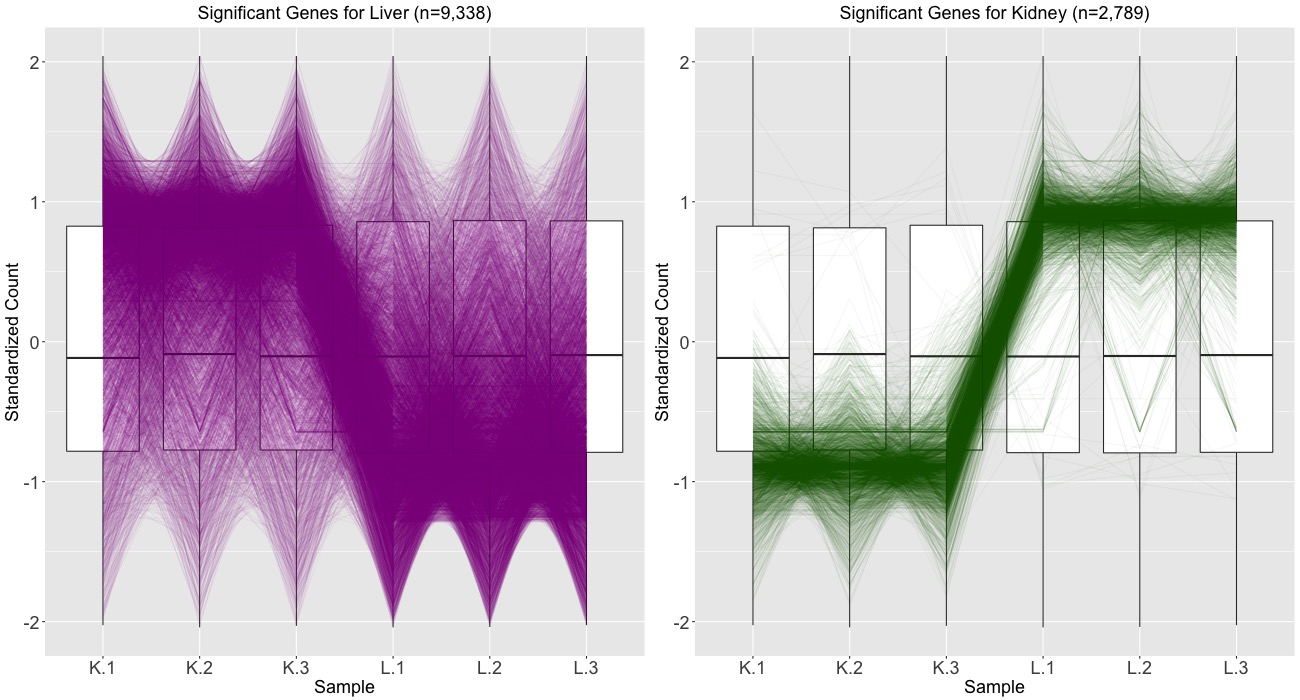 Significant Genes for Liver (n=9,338)
Standardized Count
2
1
0
-1
-2
K.1 K.2 K.3 L.1 L.2 L.3
Sample
Significant Genes for Kidney (n=2,789)
Standardized Count
2
1
0
-1
-2
K.1 K.2 K.3 L.1 L.2 L.3
Sample